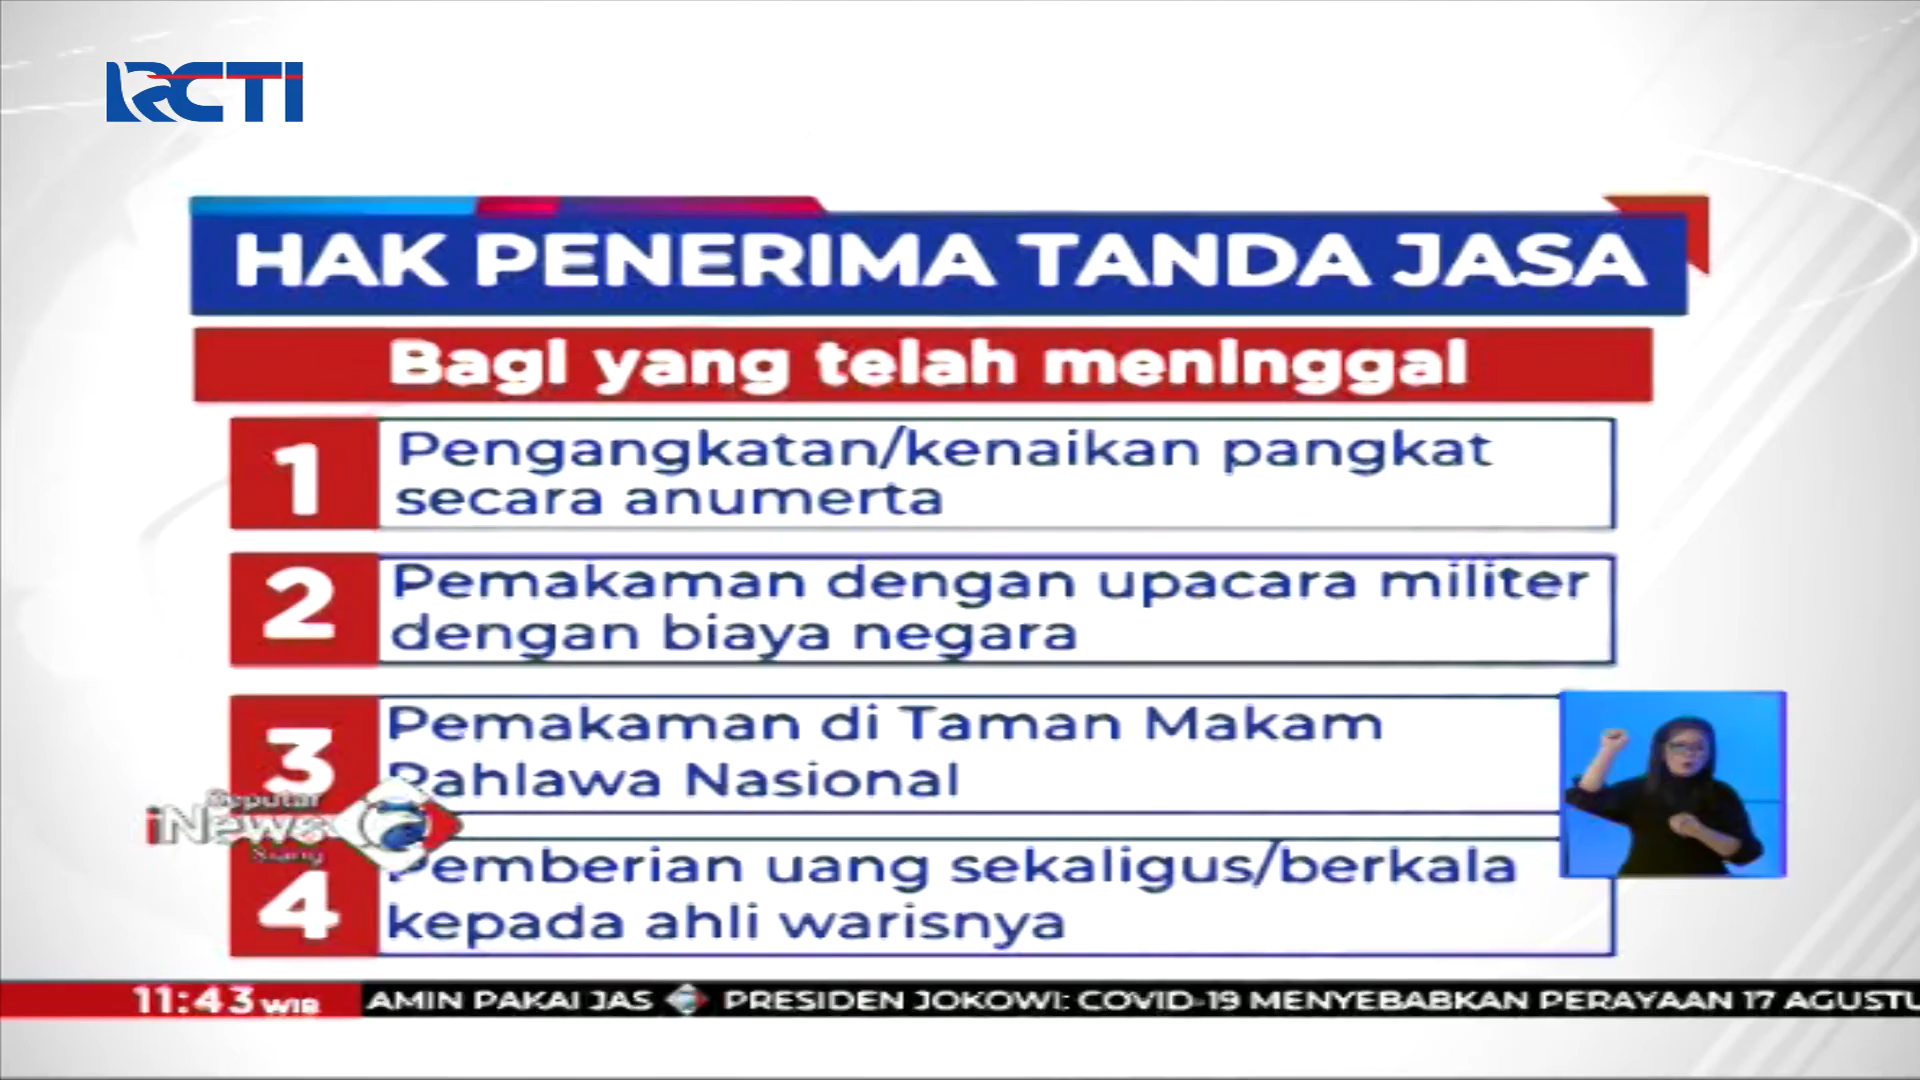 RCTI
HAK PENERIMA TANDA JASA
Bagi yang telah meninggal
1
Pengangkatan/kenaikan pangkat
secara anumerta
2
Pemakaman dengan upacara militer
dengan biaya negara
3
Pemakaman di Taman Makam
Pahlawa Nasional
Seputar
iNews
Siang
4
Pemberian uang sekaligus/berkala
kepada ahli warisnya
11:43 WIB
AMIN PAKAI JAS PRESIDEN JOKOWI: COVID-19 MENYEBABKAN PERAYAAN 17 AGUSTU